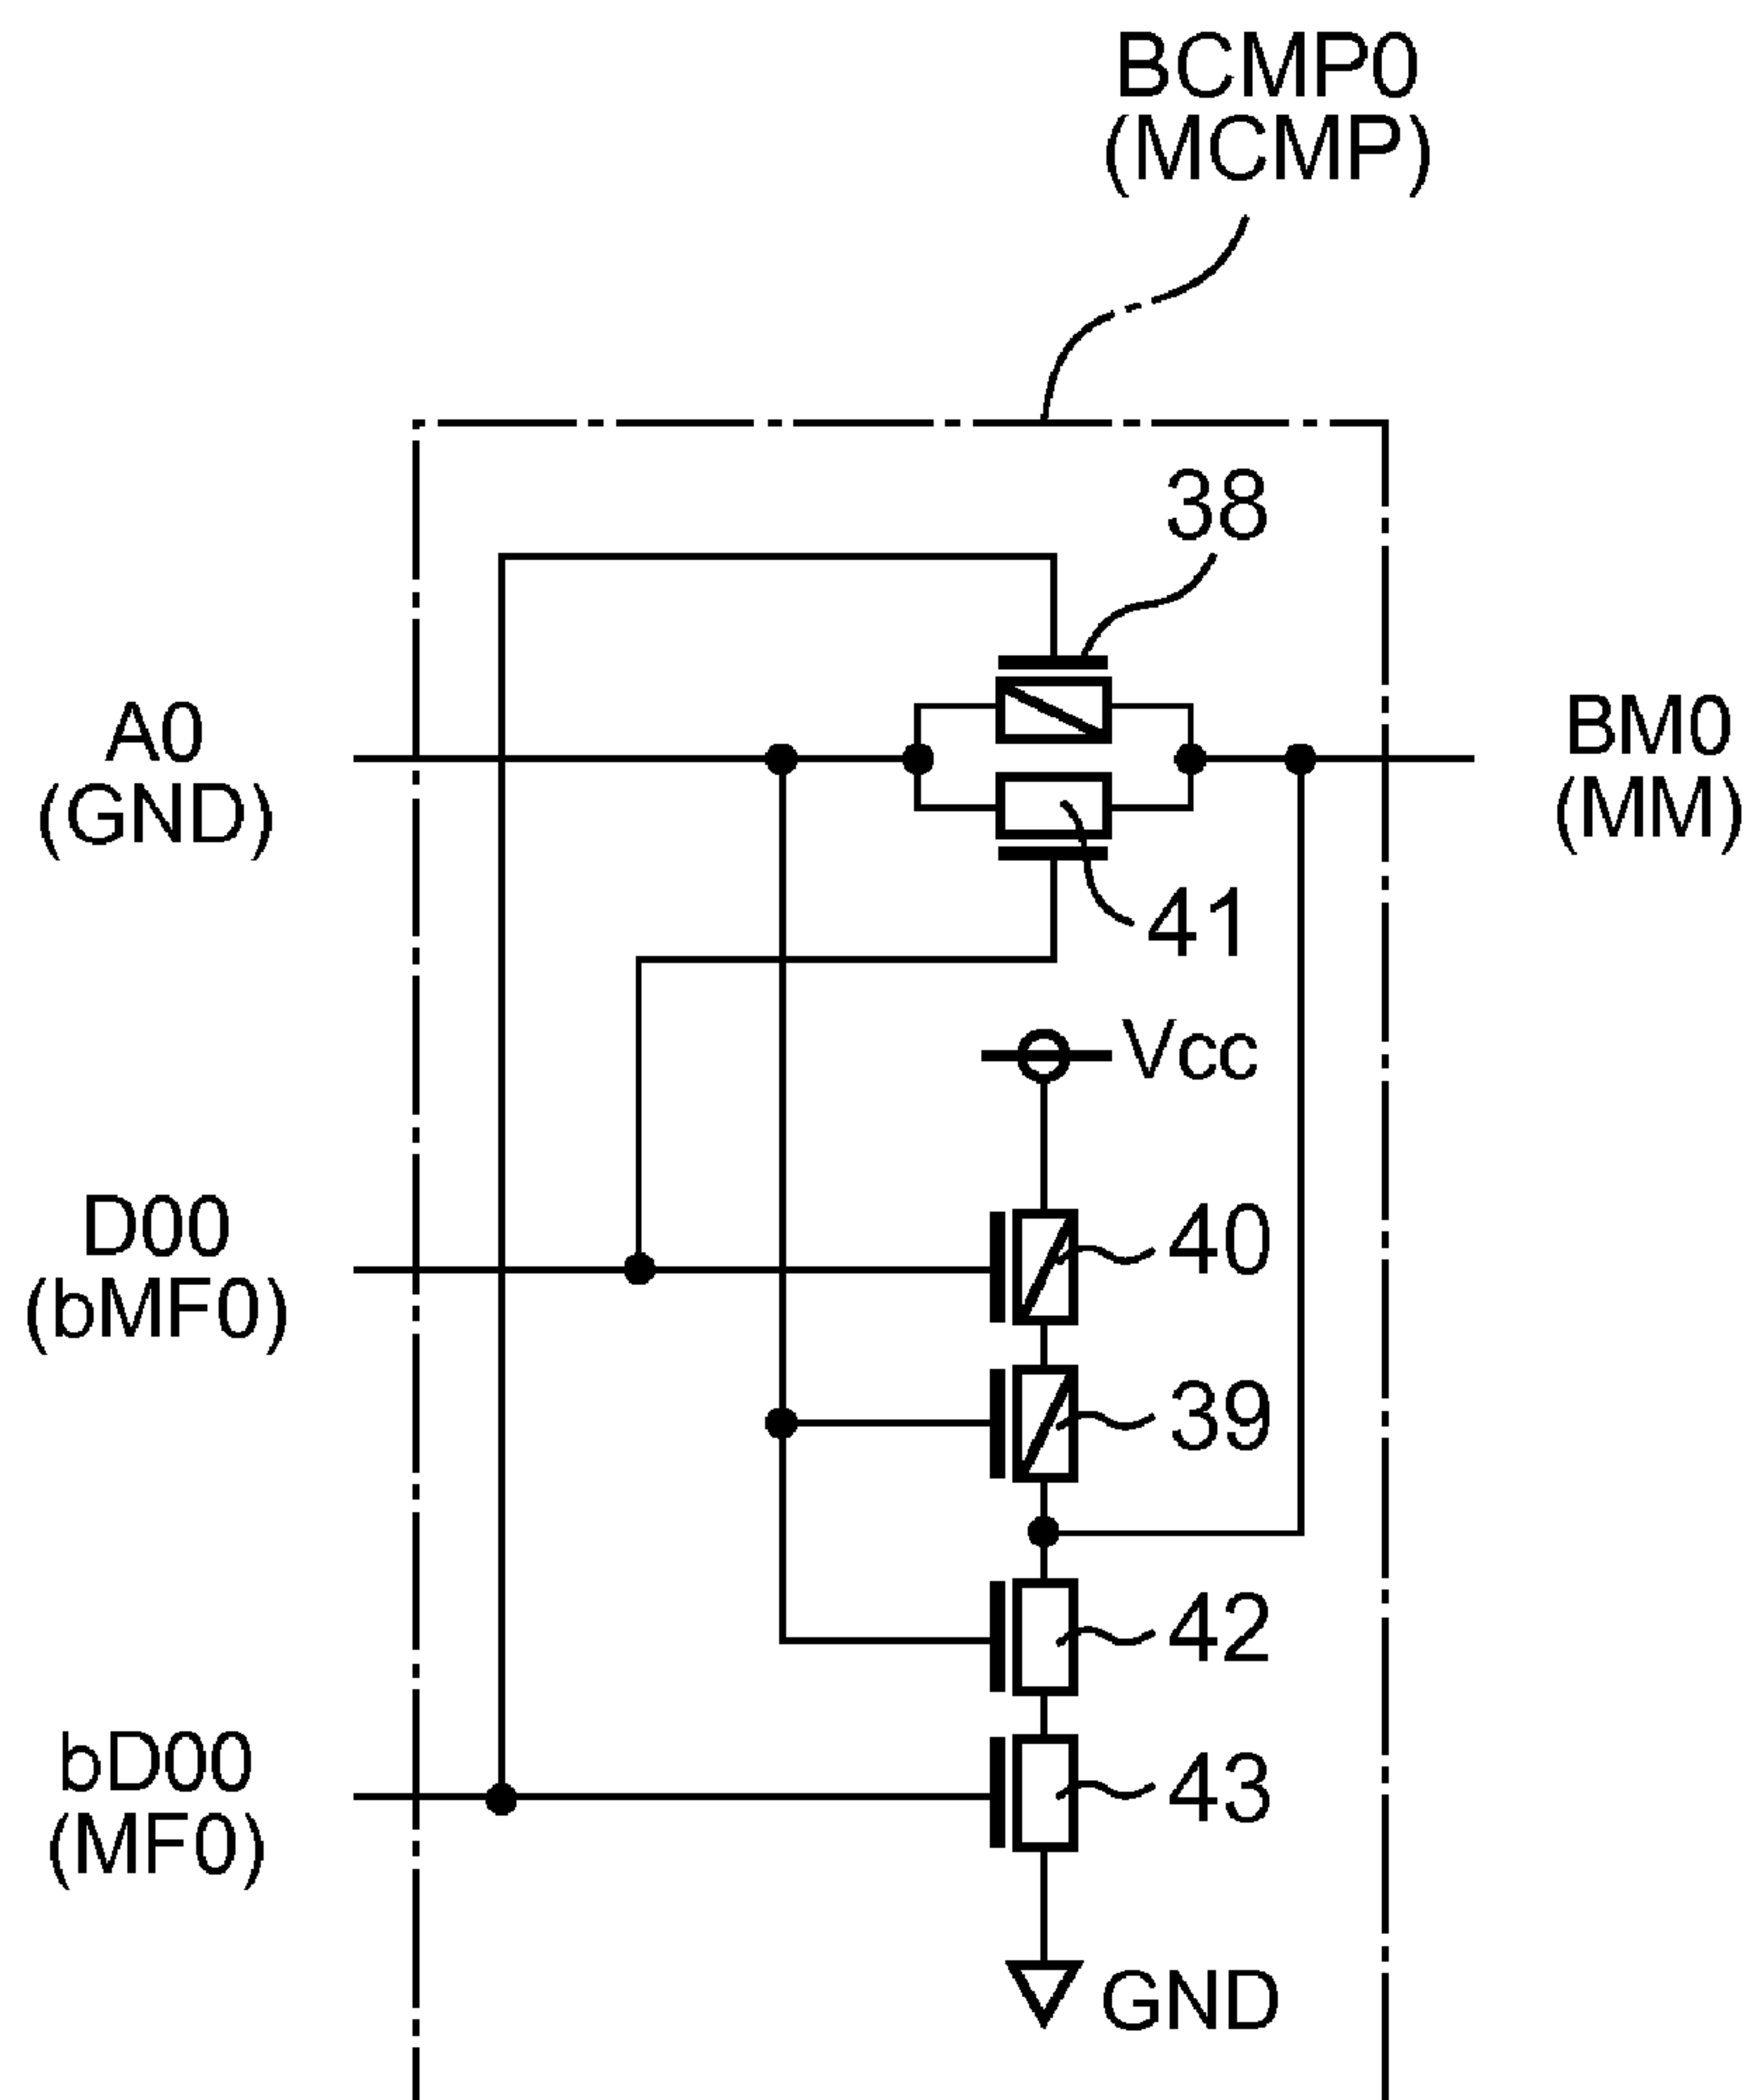 BCMP0
(MCMP)
38
A0
(GND)
BM0
(MM)
41
Vcc
D00
(bMF0)
40
39
42
bD00
(MF0)
43
GND